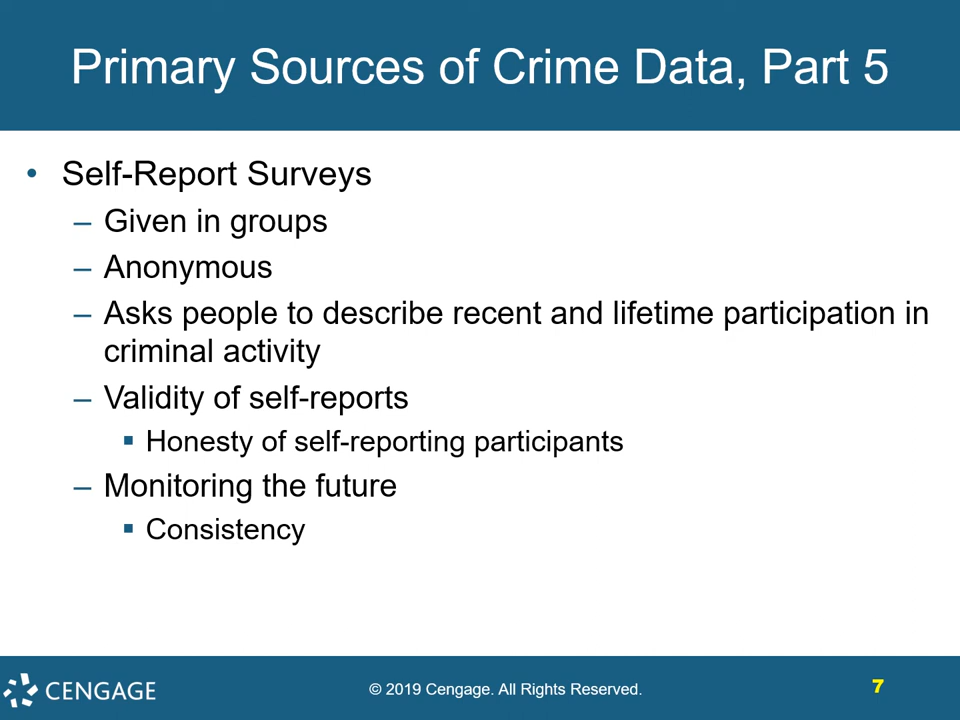 Primary Sources of Crime Data, Part 5
• Self-Report Surveys
– Given in groups
– Anonymous
– Asks people to describe recent and lifetime participation in
criminal activity
– Validity of self-reports
▪ Honesty of self-reporting participants
– Monitoring the future
▪ Consistency
CENGAGE
© 2019 Cengage. All Rights Reserved.
7